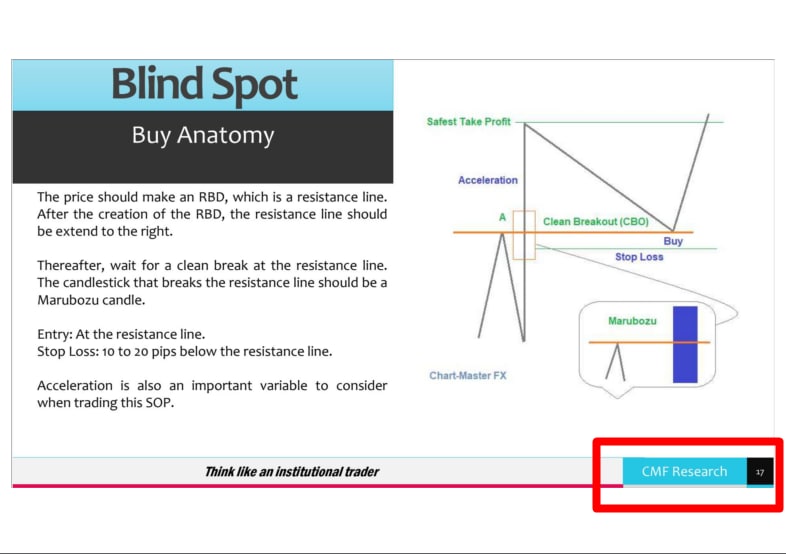 Blind Spot
Buy Anatomy
The price should make an RBD, which is a resistance line.
After the creation of the RBD, the resistance line should
be extend to the right.
Thereafter, wait for a clean break at the resistance line.
The candlestick that breaks the resistance line should be a
Marubozu candle.
Entry: At the resistance line.
Stop Loss: 10 to 20 pips below the resistance line.
Acceleration is also an important variable to consider
when trading this SOP.
Safest Take Profit
Acceleration
A
Clean Breakout (CBO)
Buy
Stop Loss
Marubozu
Chart-Master FX
Think like an institutional trader
CMF Research
17